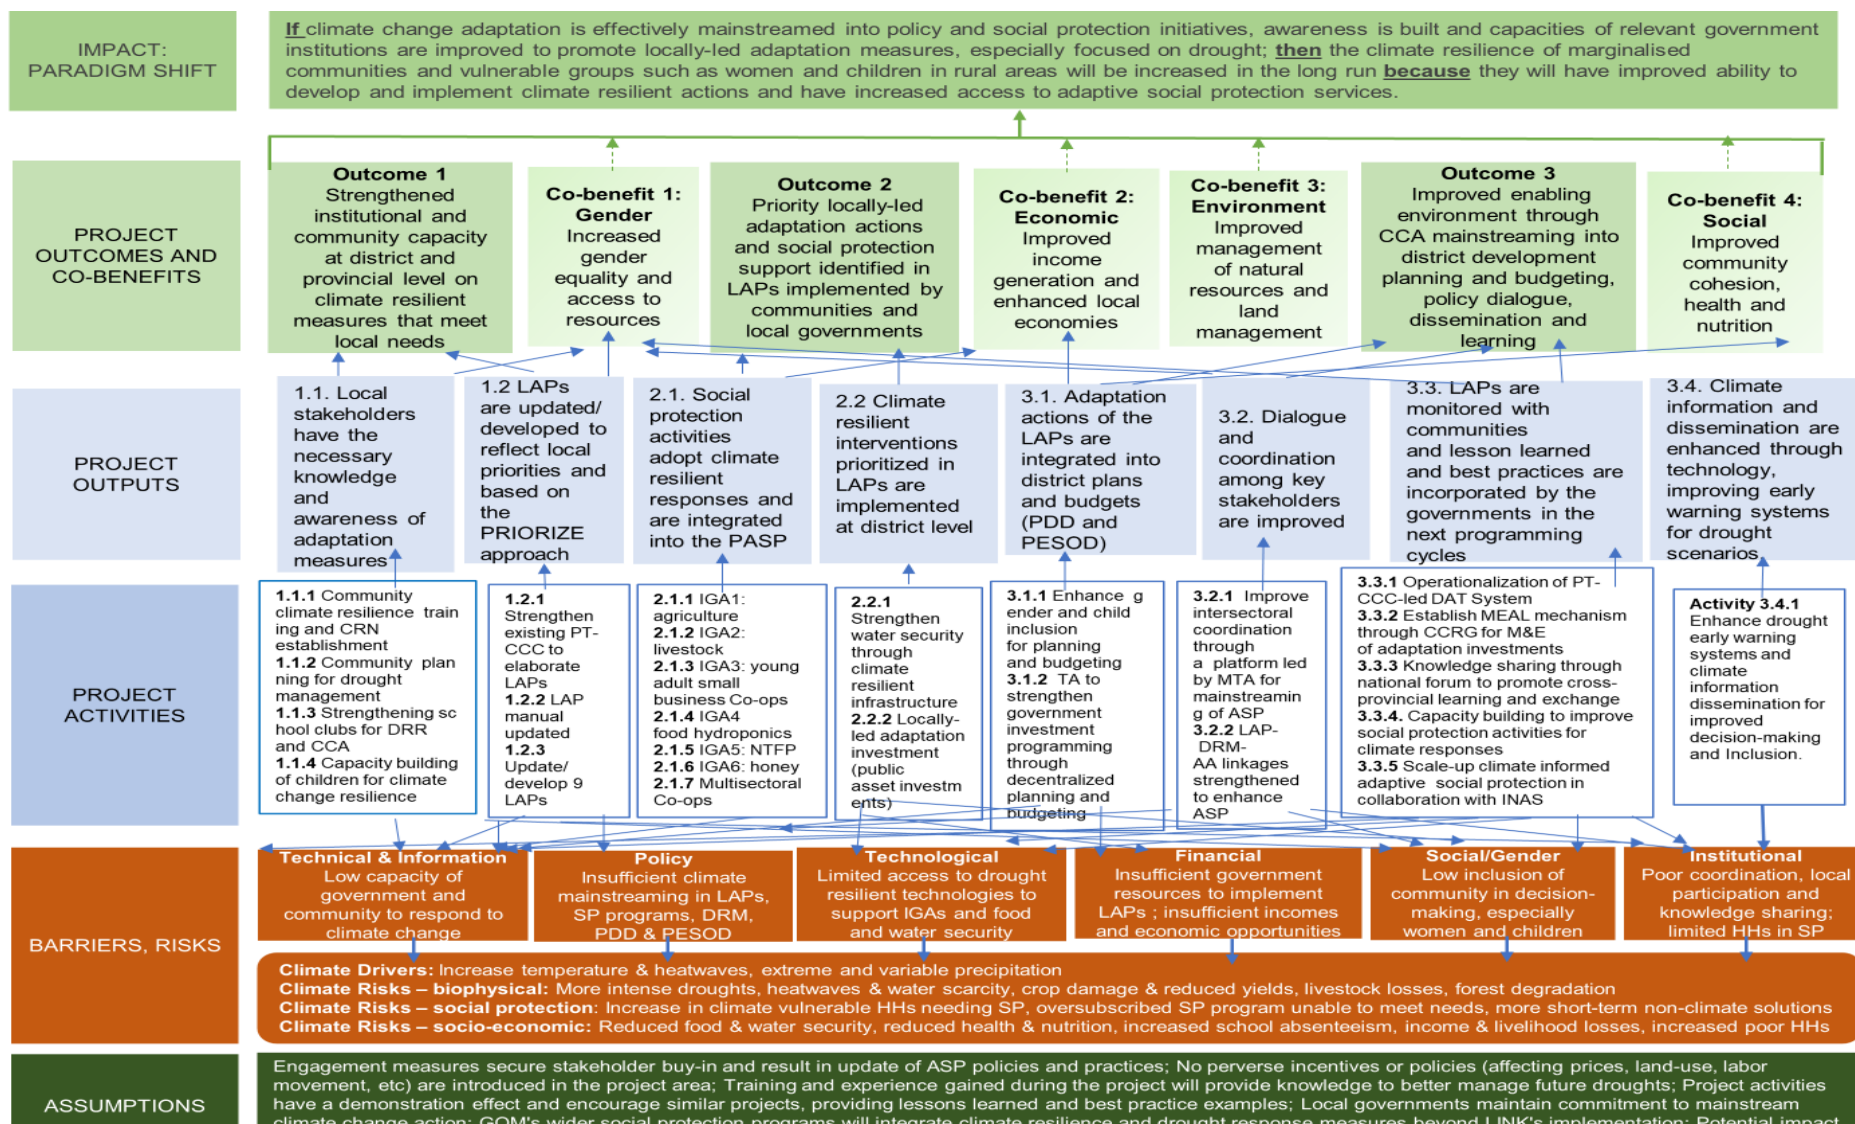 IMPACT:
PARADIGM SHIFT
If climate change adaptation is effectively mainstreamed into policy and social protection initiatives, awareness is built and capacities of relevant government
institutions are improved to promote locally-led adaptation measures, especially focused on drought; then the climate resilience of marginalised
communities and vulnerable groups such as women and children in rural areas will be increased in the long run because they will have improved ability to
develop and implement climate resilient actions and have increased access to adaptive social protection services.
PROJECT
OUTCOMES AND
CO-BENEFITS
Outcome 1
Strengthened
institutional and
community capacity
at district and
provincial level on
climate resilient
measures that meet
local needs
Co-benefit 1:
Gender
Increased
gender
equality and
access to
resources
Outcome 2
Priority locally-led
adaptation actions
and social protection
support identified in
LAPs implemented by
communities and
local governments
Co-benefit 2:
Economic
Improved
income
generation and
enhanced local
economies
Co-benefit 3:
Environment
Improved
management
of natural
resources and
land
management
Outcome 3
Improved enabling
environment through
CCA mainstreaming into
district development
planning and budgeting,
policy dialogue,
dissemination and
learning
Co-benefit 4:
Social
Improved
community
cohesion,
health and
nutrition
PROJECT
OUTPUTS
1.1. Local
stakeholders
have the
necessary
knowledge
and
awareness of
adaptation
measures
1.2 LAPs
are updated/
developed to
reflect local
priorities and
based on
the
PRIORIZE
approach
2.1. Social
protection
activities
adopt climate
resilient
responses and
are integrated
into the PASP
2.2 Climate
resilient
interventions
prioritized in
LAPs are
implemented
at district level
3.1. Adaptation
actions of the
LAPs are
integrated into
district plans
and budgets
(PDD and
PESOD)
3.2. Dialogue
and
coordination
among key
stakeholders
are improved
3.3. LAPs are
monitored with
communities
and lesson learned
and best practices are
incorporated by the
governments in the
next programming
cycles
3.4. Climate
information and
dissemination are
enhanced through
technology,
improving early
warning systems
for drought
scenarios
PROJECT
ACTIVITIES
1.1.1 Community
climate resilience train
ing and CRN
establishment
1.1.2 Community plan
ning for drought
management
1.1.3 Strengthening sc
hool clubs for DRR
and CCA
1.1.4 Capacity building
of children for climate
change resilience
1.2.1
Strengthen
existing PT-
CCC to
elaborate
LAPs
1.2.2 LAP
manual
updated
1.2.3
Update/
develop 9
LAPs
2.1.1 IGA1:
agriculture
2.1.2 IGA2:
livestock
2.1.3 IGA3: young
adult small
business Co-ops
2.1.4 IGA4
food hydroponics
2.1.5 IGA5: NTFP
2.1.6 IGA6: honey
2.1.7 Multisectoral
Co-ops
2.2.1
Strengthen
water security
through
climate
resilient
infrastructure
2.2.2 Locally-
led adaptation
investment
(public
asset investm
ents)
3.1.1 Enhance g
ender and child
inclusion
for planning
and budgeting
3.1.2 TA to
strengthen
government
investment
programming
through
decentralized
planning and
budgeting
3.2.1 Improve
intersectoral
coordination
through
a platform led
by MTA for
mainstreamin
g of ASP
3.2.2 LAP-
DRM-
AA linkages
strengthened
to enhance
ASP
3.3.1 Operationalization of PT-
CCC-led DAT System
3.3.2 Establish MEAL mechanism
through CCRG for M&E
of adaptation investments
3.3.3 Knowledge sharing through
national forum to promote cross-
provincial learning and exchange
3.3.4. Capacity building to improve
social protection activities for
climate responses
3.3.5 Scale-up climate informed
adaptive social protection in
collaboration with INAS
Activity 3.4.1
Enhance drought
early warning
systems and
climate
information
dissemination for
improved
decision-making
and Inclusion.
BARRIERS, RISKS
Technical & Information
Low capacity of
government and
community to respond to
climate change
Policy
Insufficient climate
mainstreaming in LAPs,
SP programs, DRM,
PDD & PESOD
Technological
Limited access to drought
resilient technologies to
support IGAs and food
and water security
Financial
Insufficient government
resources to implement
LAPs ; insufficient incomes
and economic opportunities
Social/Gender
Low inclusion of
community in decision-
making, especially
women and children
Institutional
Poor coordination, local
participation and
knowledge sharing;
limited HHs in SP
Climate Drivers: Increase temperature & heatwaves, extreme and variable precipitation
Climate Risks – biophysical: More intense droughts, heatwaves & water scarcity, crop damage & reduced yields, livestock losses, forest degradation
Climate Risks – social protection: Increase in climate vulnerable HHs needing SP, oversubscribed SP program unable to meet needs, more short-term non-climate solutions
Climate Risks – socio-economic: Reduced food & water security, reduced health & nutrition, increased school absenteeism, income & livelihood losses, increased poor HHs
ASSUMPTIONS
Engagement measures secure stakeholder buy-in and result in update of ASP policies and practices; No perverse incentives or policies (affecting prices, land-use, labor
movement, etc) are introduced in the project area; Training and experience gained during the project will provide knowledge to better manage future droughts; Project activities
have a demonstration effect and encourage similar projects, providing lessons learned and best practice examples; Local governments maintain commitment to mainstream
climate change action; GOM's wider social protection programs will integrate climate resilience and drought response measures beyond LINK's implementation; Potential impact